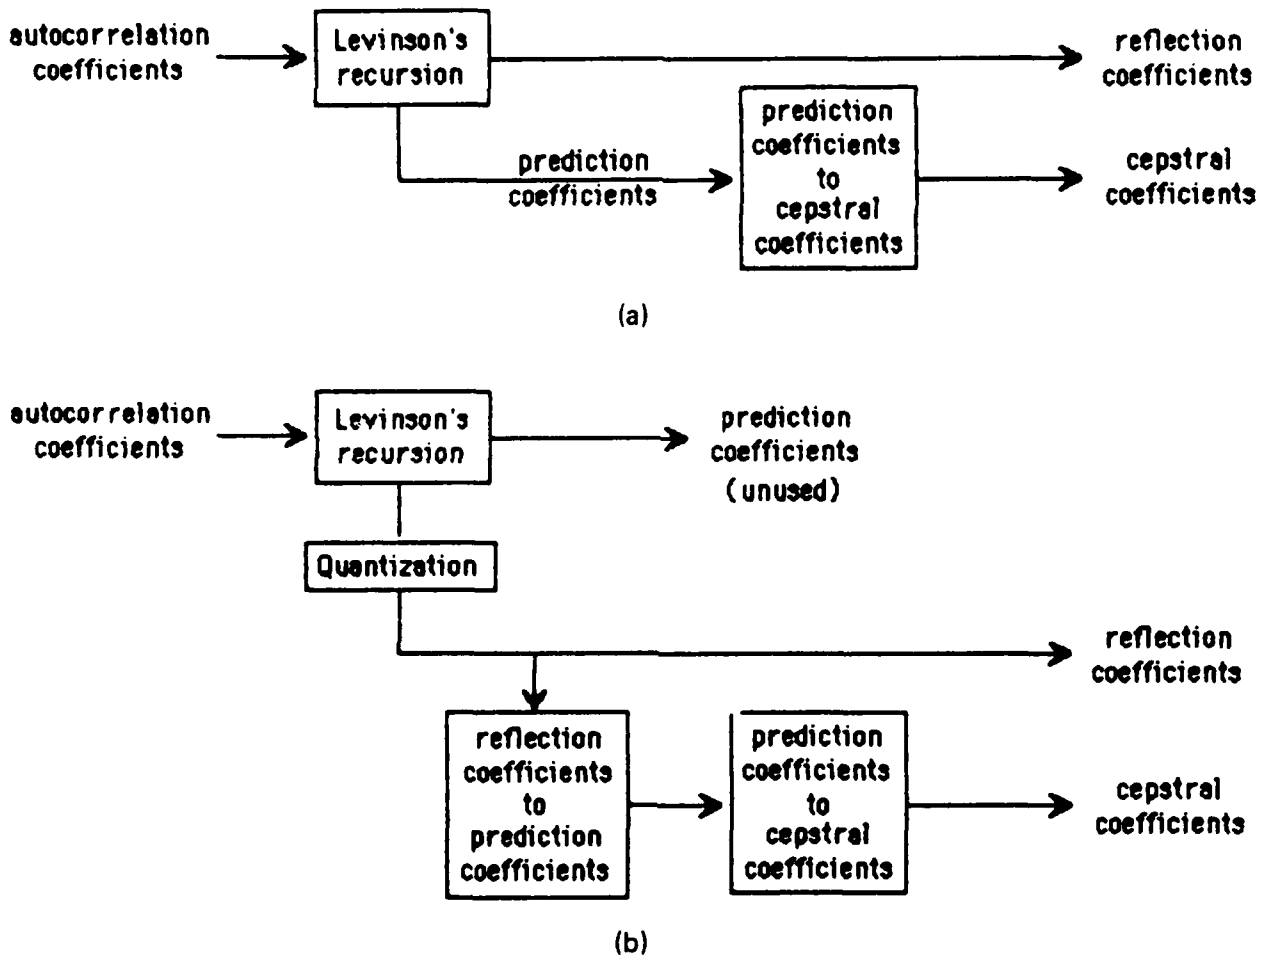 autocorrelation
coefficients
Levinson's
recursion
reflection
coefficients
prediction
coefficients
prediction
coefficients
to
cepstral
coefficients
cepstral
coefficients
(a)
autocorrelation
coefficients
Levinson's
recursion
prediction
coefficients
(unused)
Quantization
reflection
coefficients
reflection
coefficients
to
prediction
coefficients
prediction
coefficients
to
cepstral
coefficients
cepstral
coefficients
(b)